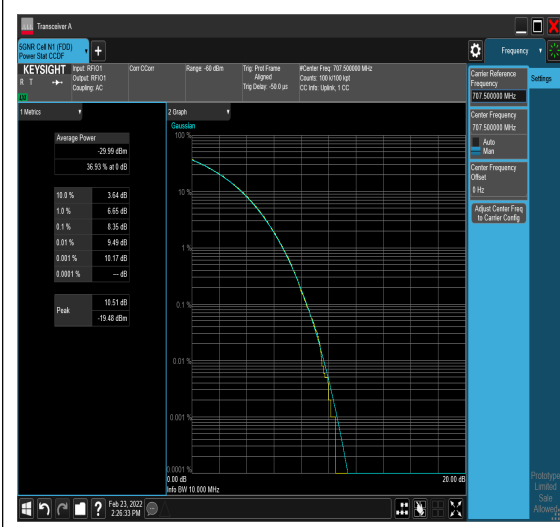 Transceiver A
5GNR Cell N1 (FDD)
Power Stat CCDF
Frequency
KEYSIGHT
R T
Input: RFIO1
Output: RFIO1
Coupling: AC
Corr CCorr
Range: -60 dBm
Trig: Prot Frame
Aligned
Trig Delay: -50.0 µs
#Center Freq: 707.500000 MHz
Counts: 100 k/100 kpt
CC Info: Uplink, 1 CC
1 Metrics
2 Graph
Gaussian
Average Power
-29.99 dBm
36.93 % at 0 dB
10.0 % 3.64 dB
1.0 % 6.65 dB
0.1 % 8.35 dB
0.01 % 9.49 dB
0.001 % 10.17 dB
0.0001 % --- dB
Peak
10.51 dB
-19.48 dBm
100 %
10 %
1 %
0.1 %
0.01 %
0.001 %
0.0001 %
0.00 dB
20.00 dB
Info BW 10.000 MHz
Carrier Reference
Frequency
707.500000 MHz
Settings
Center Frequency
707.500000 MHz
Auto
Man
Center Frequency
Offset
0 Hz
Adjust Center Freq
to Carrier Config
Prototype
Limited
Sale
Allowed
Feb 23, 2022
2:26:33 PM